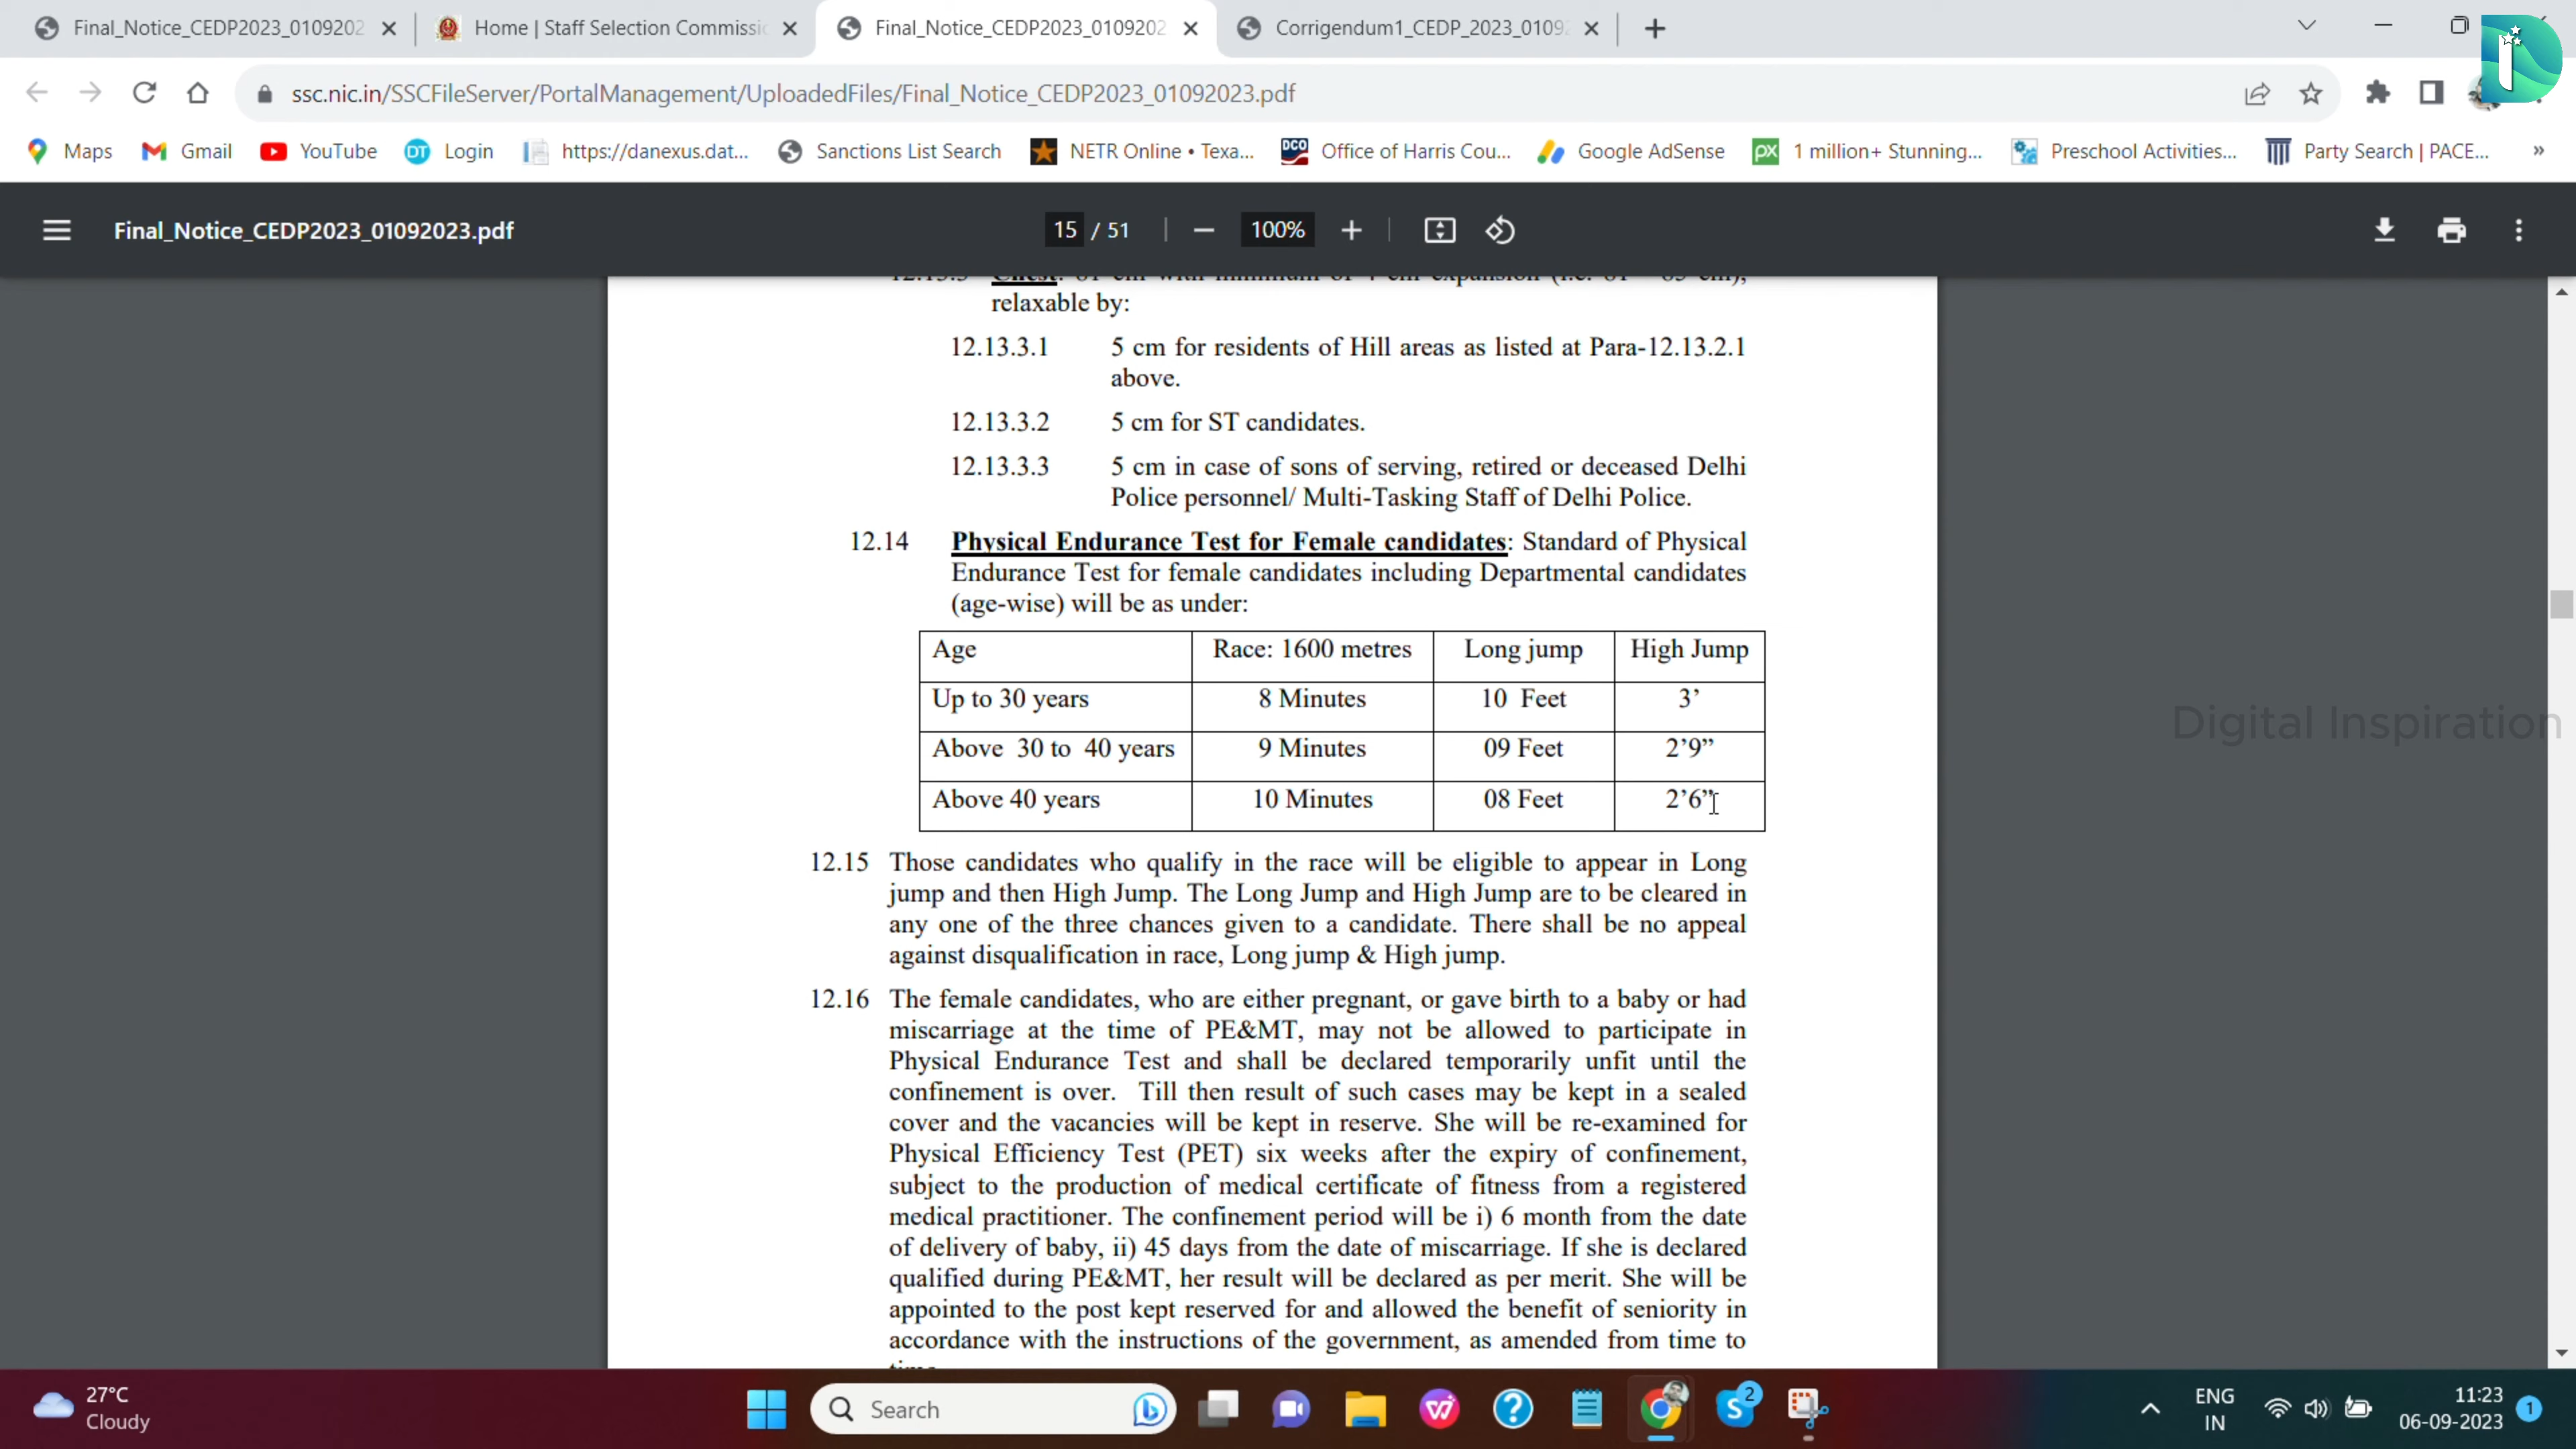 Final_Notice_CEDP2023_0109202
Home | Staff Selection Commissi
Final_Notice_CEDP2023_0109202
Corrigendum1_CEDP_2023_0109
ssc.nic.in/SSCFileServer/PortalManagement/UploadedFiles/Final_Notice_CEDP2023_01092023.pdf
Maps Gmail YouTube Login https://danexus.dat... Sanctions List Search NETR Online • Texa... Office of Harris Cou... Google AdSense 1 million+ Stunning... Preschool Activities... Party Search | PACE... »
Final_Notice_CEDP2023_01092023.pdf 15 / 51 100%
relaxable by:
12.13.3.1 5 cm for residents of Hill areas as listed at Para-12.13.2.1
above.
12.13.3.2 5 cm for ST candidates.
12.13.3.3 5 cm in case of sons of serving, retired or deceased Delhi
Police personnel/ Multi-Tasking Staff of Delhi Police.
12.14 Physical Endurance Test for Female candidates: Standard of Physical
Endurance Test for female candidates including Departmental candidates
(age-wise) will be as under:
Age Race: 1600 metres Long jump High Jump
Up to 30 years 8 Minutes 10 Feet 3’
Above 30 to 40 years 9 Minutes 09 Feet 2’9”
Above 40 years 10 Minutes 08 Feet 2’6”
Digital Inspiration
12.15 Those candidates who qualify in the race will be eligible to appear in Long
jump and then High Jump. The Long Jump and High Jump are to be cleared in
any one of the three chances given to a candidate. There shall be no appeal
against disqualification in race, Long jump & High jump.
12.16 The female candidates, who are either pregnant, or gave birth to a baby or had
miscarriage at the time of PE&MT, may not be allowed to participate in
Physical Endurance Test and shall be declared temporarily unfit until the
confinement is over. Till then result of such cases may be kept in a sealed
cover and the vacancies will be kept in reserve. She will be re-examined for
Physical Efficiency Test (PET) six weeks after the expiry of confinement,
subject to the production of medical certificate of fitness from a registered
medical practitioner. The confinement period will be i) 6 month from the date
of delivery of baby, ii) 45 days from the date of miscarriage. If she is declared
qualified during PE&MT, her result will be declared as per merit. She will be
appointed to the post kept reserved for and allowed the benefit of seniority in
accordance with the instructions of the government, as amended from time to
27°C
Cloudy
Search
2
ENG
IN
11:23
06-09-2023
1